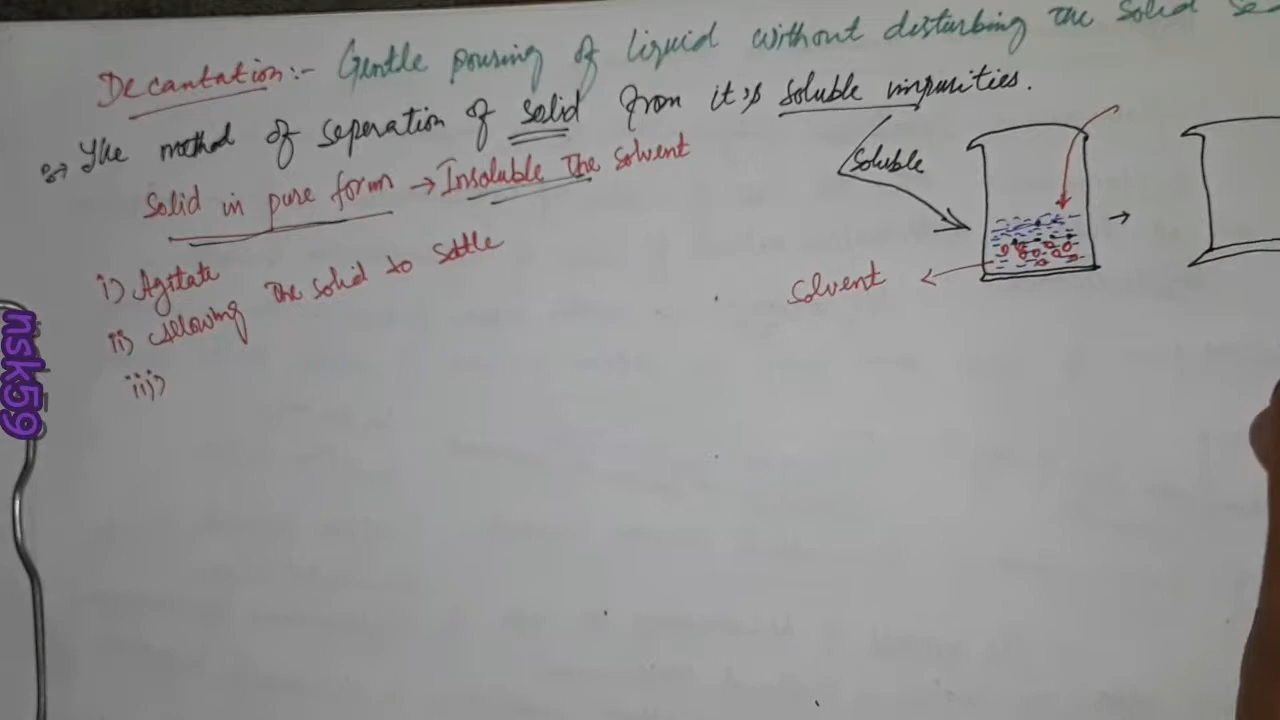 Decantation:- Gentle pouring of liquid without disturbing the solid
The method of seperation of solid from it's soluble impurities.
Solid in pure form → Insoluble the solvent
i) Agitate
ii) Allowing the solid to settle
iii)
Soluble
→
Solvent
nsk59